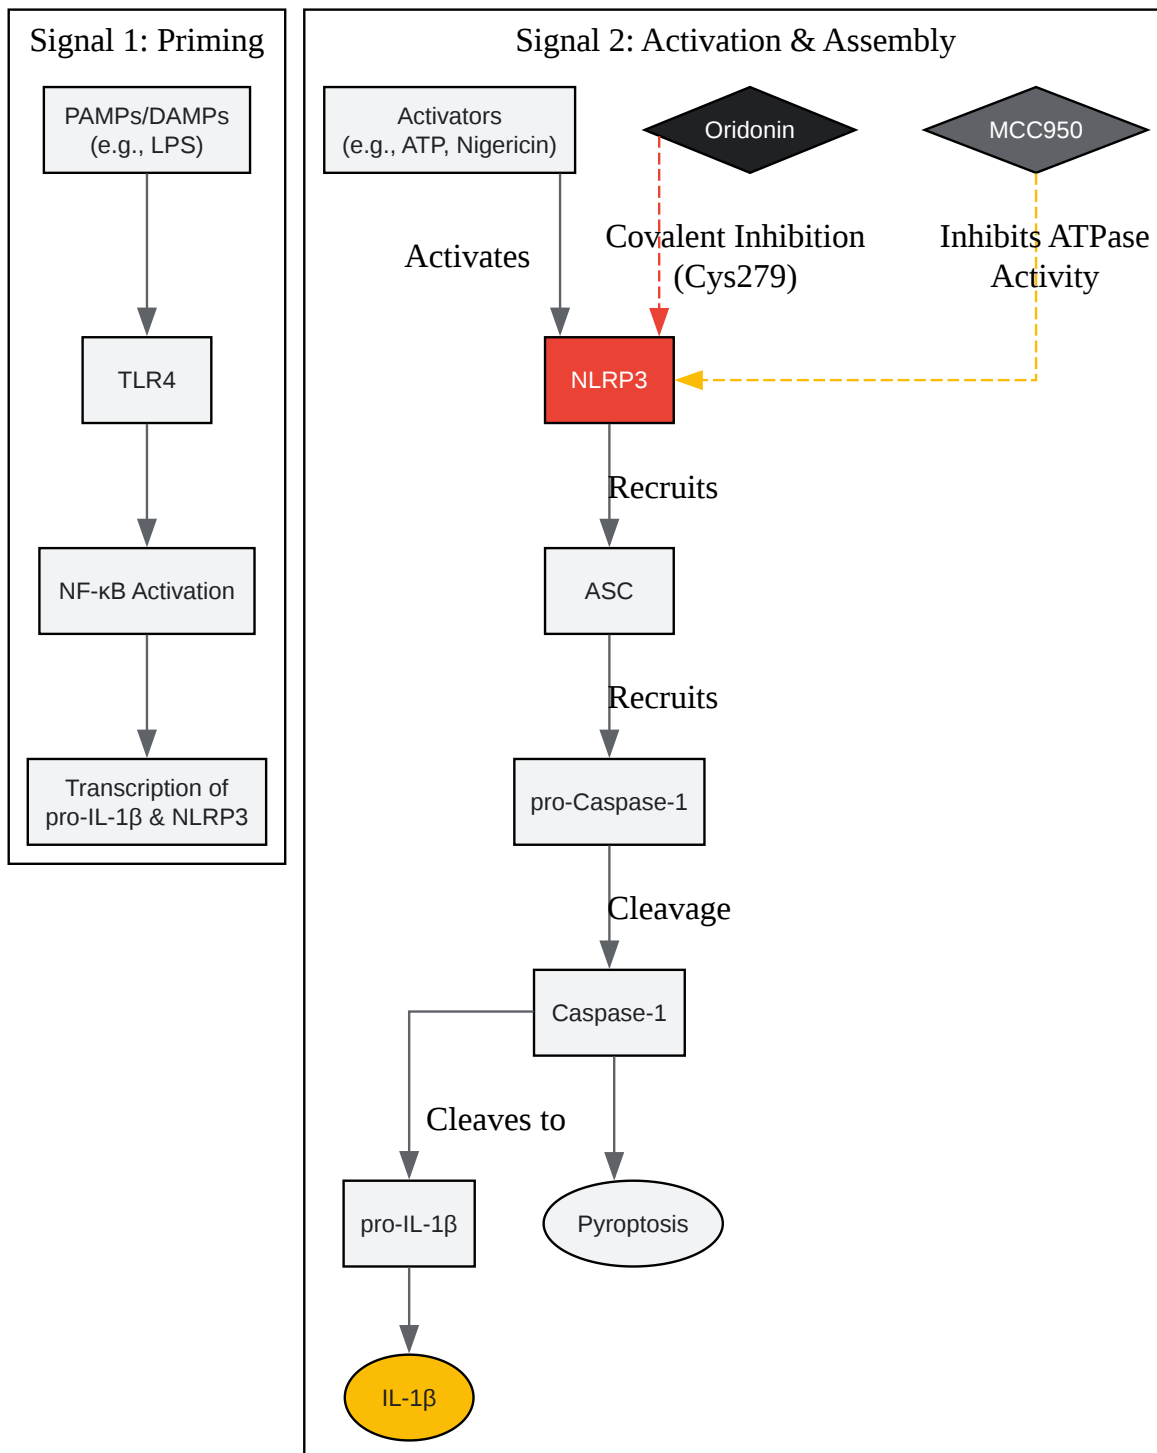 Signal 1: Priming
PAMPs/DAMPs
(e.g., LPS)
TLR4
NF-κB Activation
Transcription of
pro-IL-1β & NLRP3
Signal 2: Activation & Assembly
Activators
(e.g., ATP, Nigericin)
Oridonin
MCC950
Activates
Covalent Inhibition
(Cys279)
Inhibits ATPase
Activity
NLRP3
Recruits
ASC
Recruits
pro-Caspase-1
Cleavage
Caspase-1
Cleaves to
pro-IL-1β
Pyroptosis
IL-1β